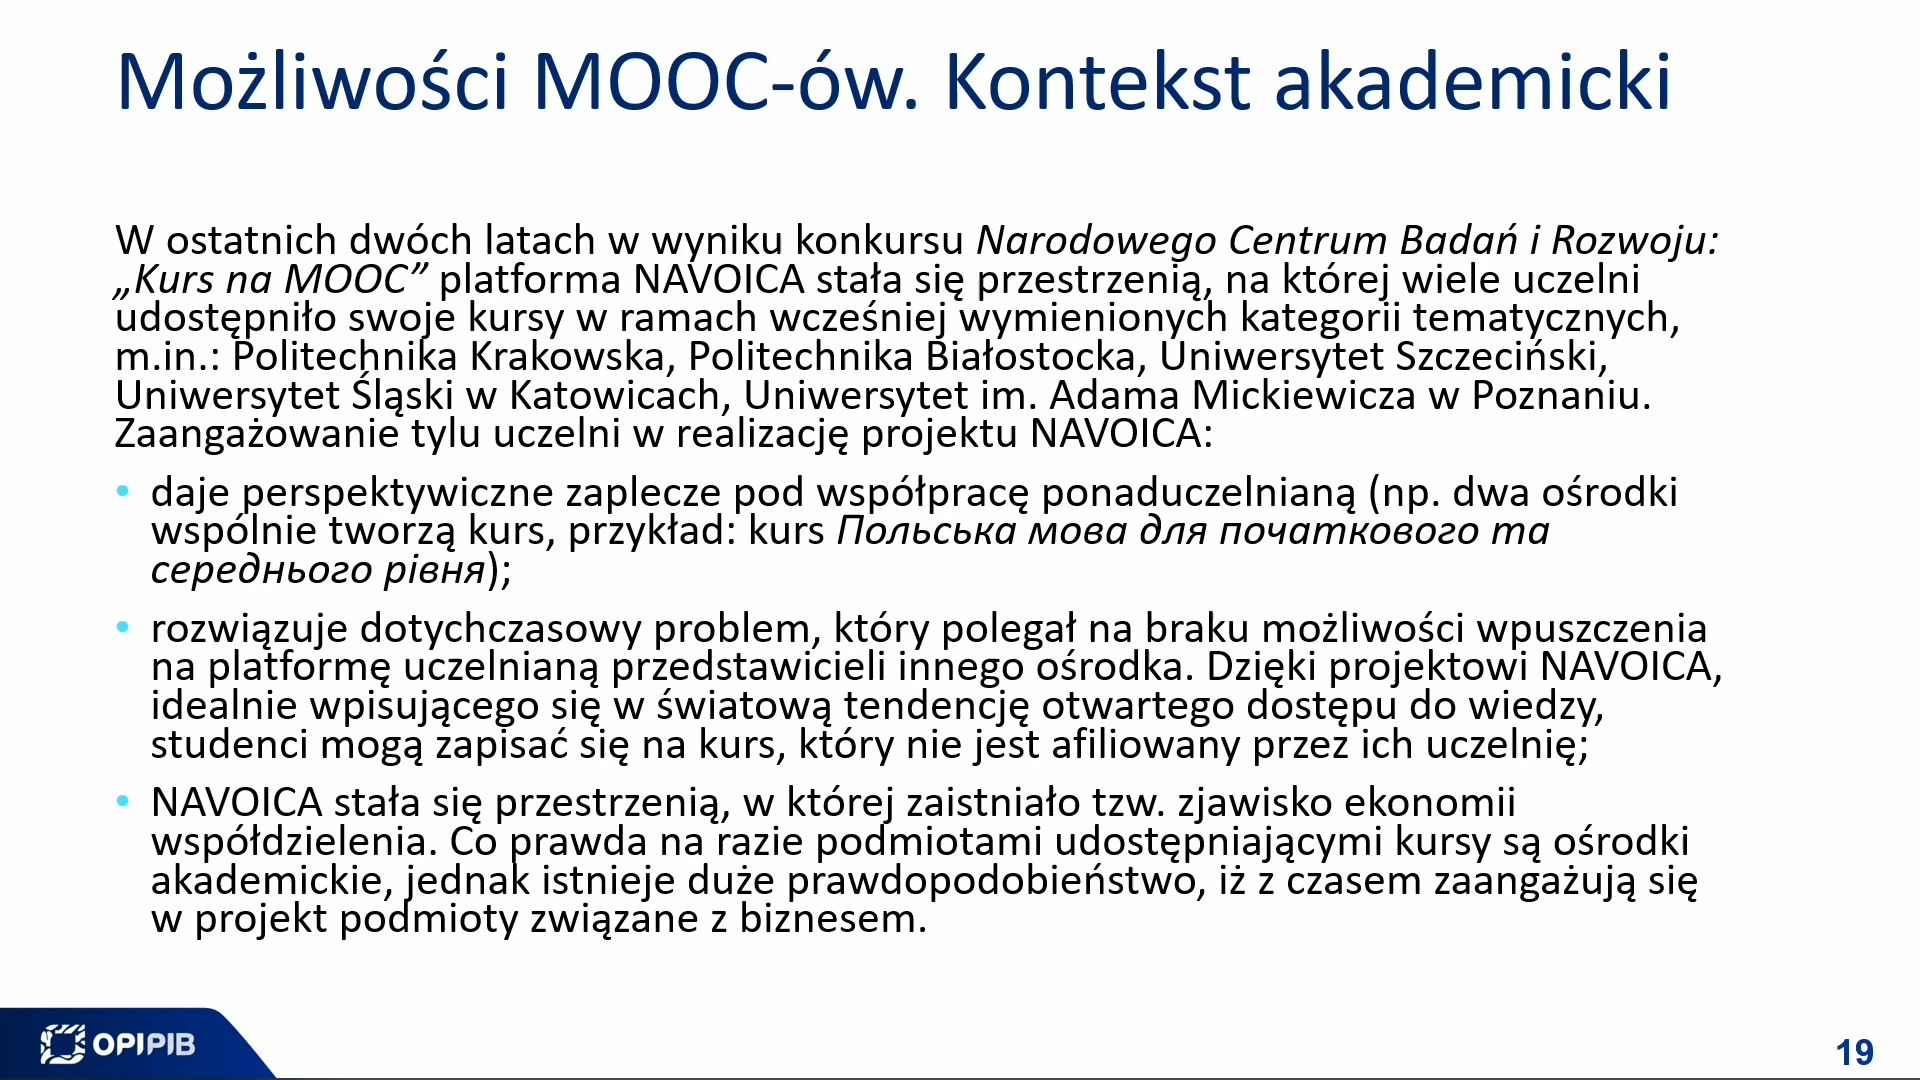 Możliwości MOOC-ów. Kontekst akademicki
W ostatnich dwóch latach w wyniku konkursu Narodowego Centrum Badań i Rozwoju:
„Kurs na MOOC” platforma NAVOICA stała się przestrzenią, na której wiele uczelni
udostępniło swoje kursy w ramach wcześniej wymienionych kategorii tematycznych,
m.in.: Politechnika Krakowska, Politechnika Białostocka, Uniwersytet Szczeciński,
Uniwersytet Śląski w Katowicach, Uniwersytet im. Adama Mickiewicza w Poznaniu.
Zaangażowanie tylu uczelni w realizację projektu NAVOICA:
• daje perspektywiczne zaplecze pod współpracę ponaduczelnianą (np. dwa ośrodki
wspólnie tworzą kurs, przykład: kurs Польська мова для початкового та
середнього рівня);
• rozwiązuje dotychczasowy problem, który polegał na braku możliwości wpuszczenia
na platformę uczelnianą przedstawicieli innego ośrodka. Dzięki projektowi NAVOICA,
idealnie wpisującego się w światową tendencję otwartego dostępu do wiedzy,
studenci mogą zapisać się na kurs, który nie jest afiliowany przez ich uczelnię;
• NAVOICA stała się przestrzenią, w której zaistniało tzw. zjawisko ekonomii
współdzielenia. Co prawda na razie podmiotami udostępniającymi kursy są ośrodki
akademickie, jednak istnieje duże prawdopodobieństwo, iż z czasem zaangażują się
w projekt podmioty związane z biznesem.
OPIPIB
19